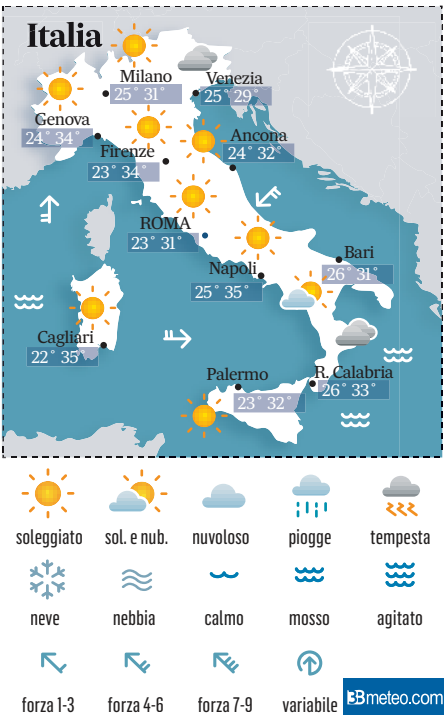 Italia
Milano
25° 31°
Venezia
25° 29°
Genova
24° 34°
Ancona
24° 32°
Firenze
23° 34°
ROMA
23° 31°
Bari
26° 31°
Napoli
25° 35°
Cagliari
22° 35°
Palermo
23° 32°
R. Calabria
26° 33°
soleggiato sol. e nub. nuvoloso piogge tempesta
neve nebbia calmo mosso agitato
forza 1-3 forza 4-6 forza 7-9 variabile
3Bmeteo.com